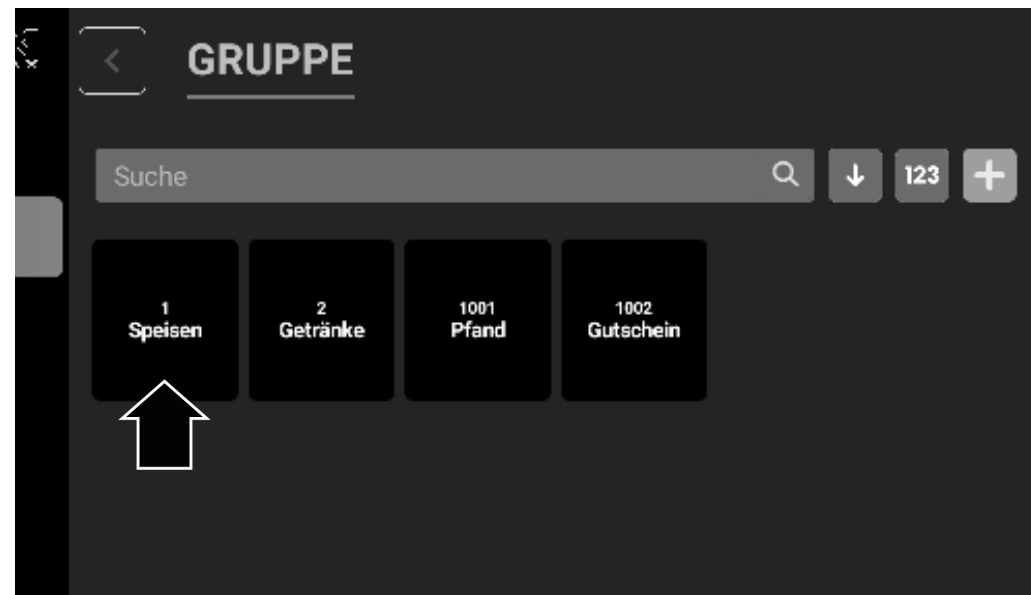 GRUPPE
Suche
123
1
Speisen
2
Getränke
1001
Pfand
1002
Gutschein